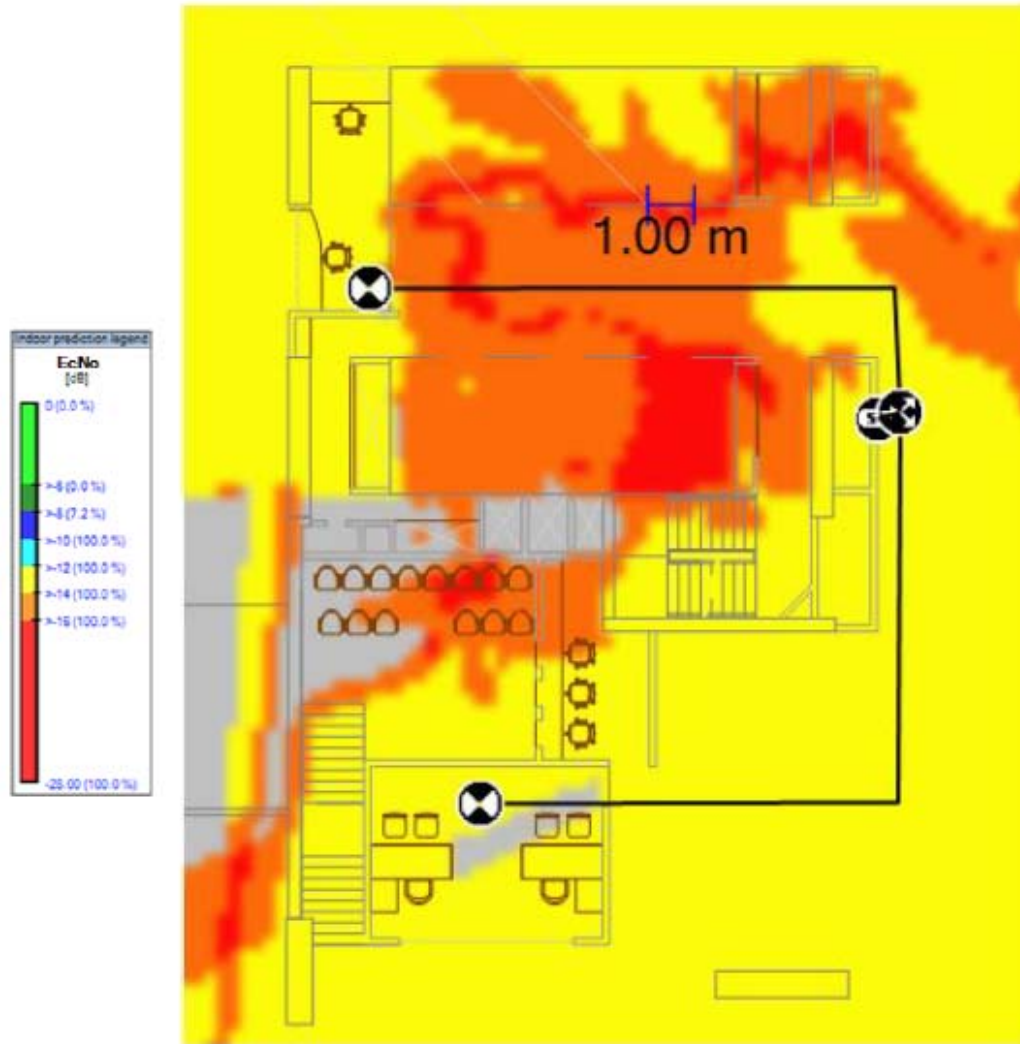 1.00 m
Indoor prediction legend
EcNo
[dB]
0 (0.0 %)
>-6 (0.0 %)
>-8 (7.2 %)
>-10 (100.0 %)
>-12 (100.0 %)
>-14 (100.0 %)
>-16 (100.0 %)
-25.00 (100.0 %)